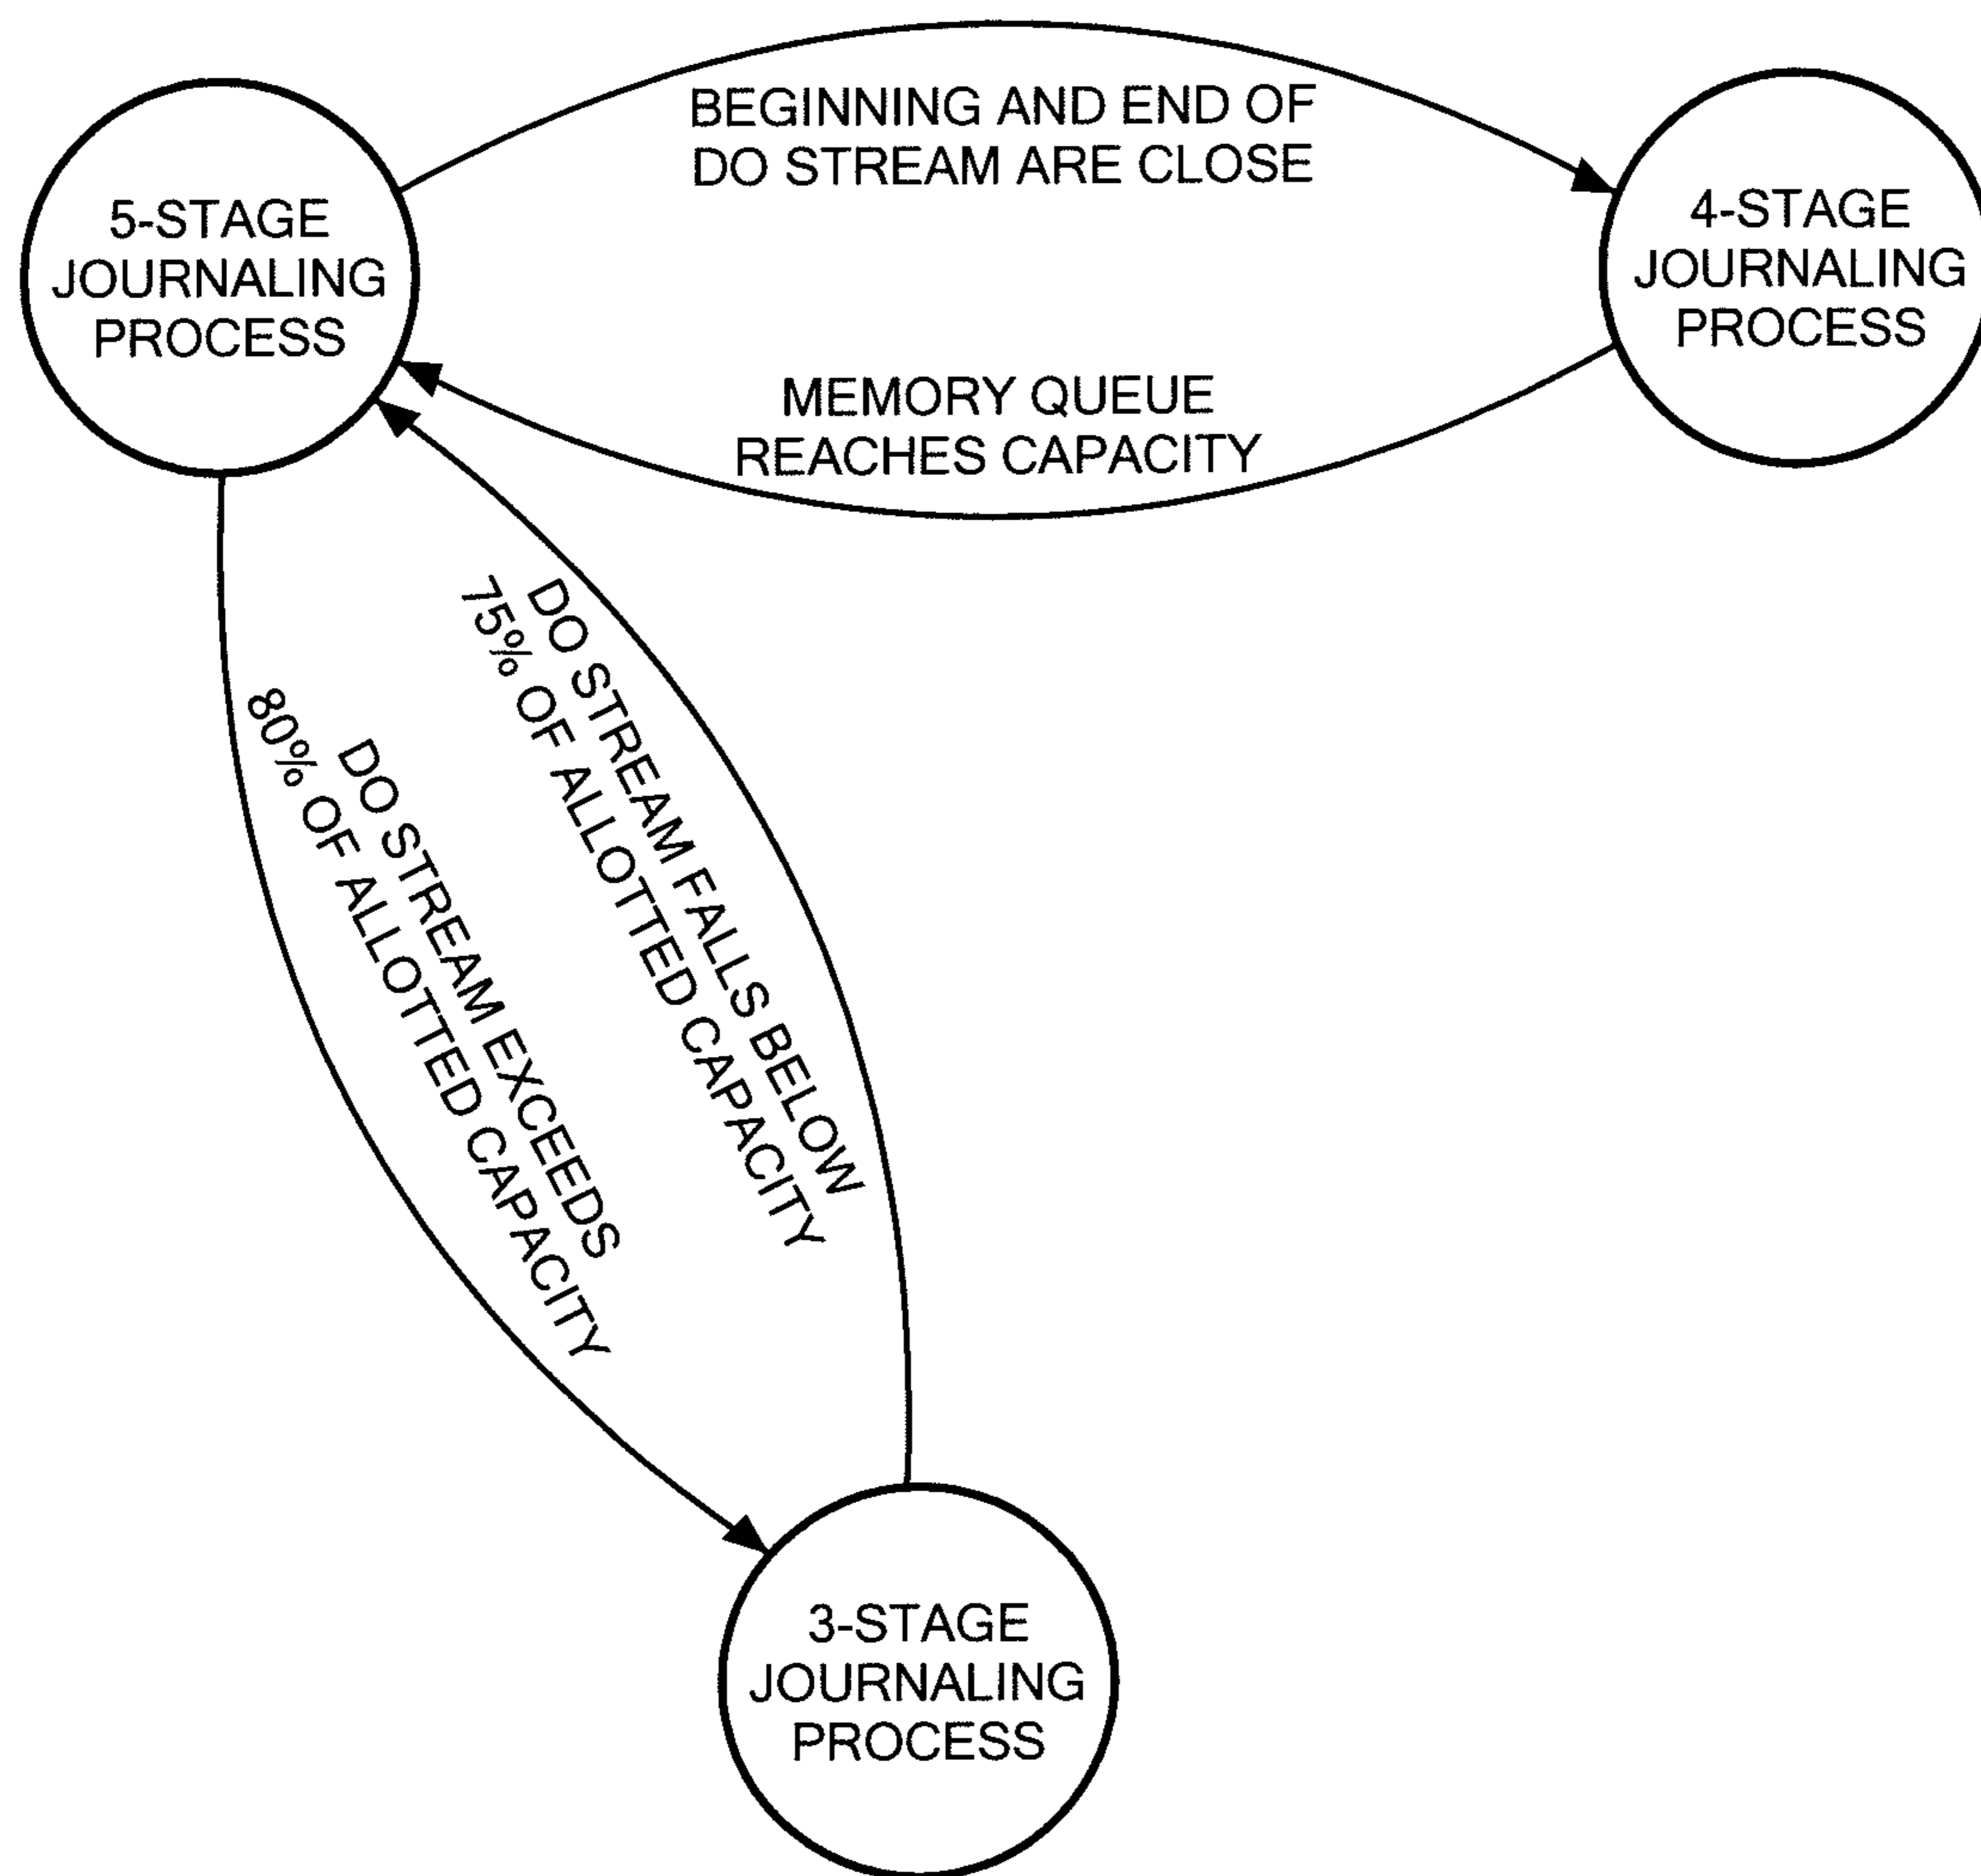 BEGINNING AND END OF
DO STREAM ARE CLOSE
5-STAGE
JOURNALING
PROCESS
4-STAGE
JOURNALING
PROCESS
MEMORY QUEUE
REACHES CAPACITY
DO STREAM FALLS BELOW
75% OF ALLOTTED CAPACITY
DO STREAM EXCEEDS
80% OF ALLOTTED CAPACITY
3-STAGE
JOURNALING
PROCESS